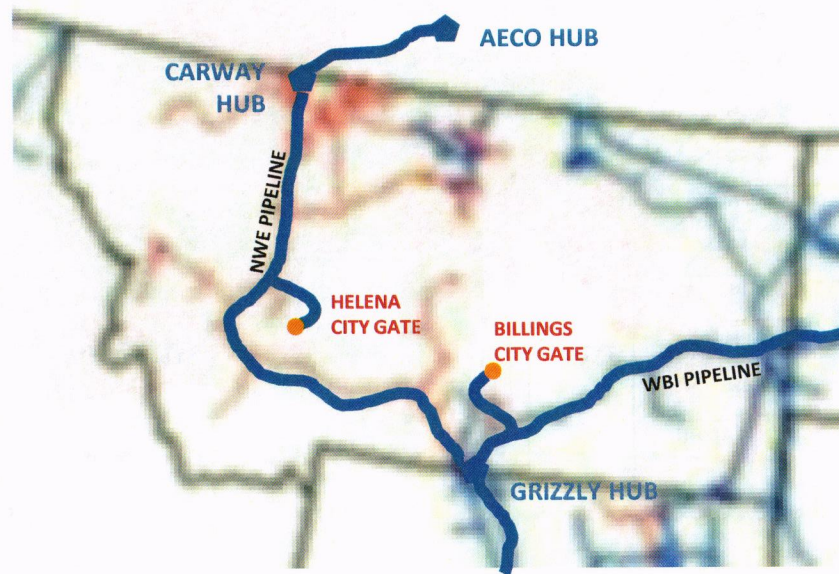 AECO HUB
CARWAY
HUB
NWE PIPELINE
HELENA
CITY GATE
BILLINGS
CITY GATE
WBI PIPELINE
GRIZZLY HUB